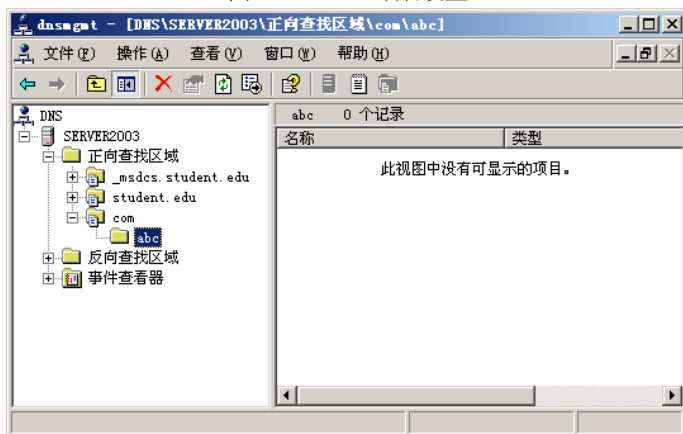 dnsmgmt - [DNS\SERVER2003\正向查找区域\com\abc]
文件(F) 操作(A) 查看(V) 窗口(W) 帮助(H)
DNS
SERVER2003
正向查找区域
_msdcs.student.edu
student.edu
com
abc
反向查找区域
事件查看器
abc 0 个记录
名称 类型
此视图中没有可显示的项目。